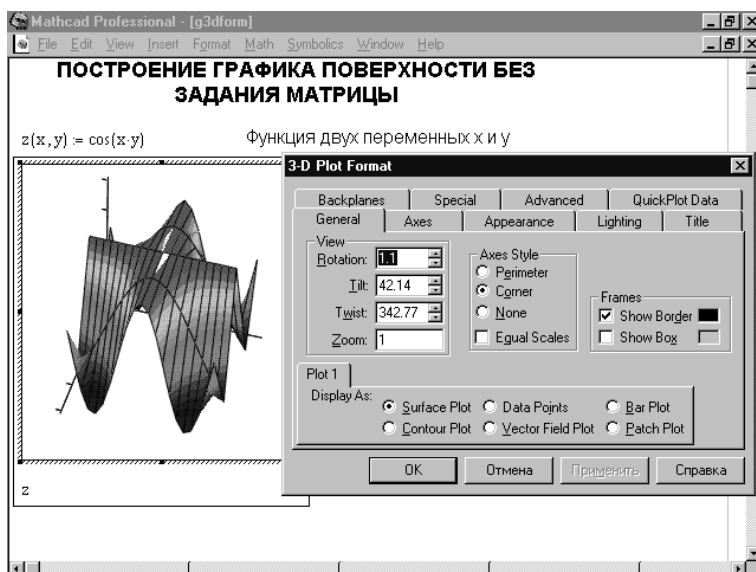 Mathcad Professional - [g3dform]
File Edit View Insert Format Math Symbolics Window Help
ПОСТРОЕНИЕ ГРАФИКА ПОВЕРХНОСТИ БЕЗ
ЗАДАНИЯ МАТРИЦЫ
z(x,y) := cos(x·y) Функция двух переменных x и y
3-D Plot Format
Backplanes Special Advanced QuickPlot Data
General Axes Appearance Lighting Title
View
Rotation: 1.1
Tilt: 42.14
Twist: 342.77
Zoom: 1
Axes Style
Perimeter
Corner
None
Equal Scales
Frames
Show Border
Show Box
Plot 1
Display As: Surface Plot Data Points Bar Plot
Contour Plot Vector Field Plot Patch Plot
OK Отмена Применить Справка
z